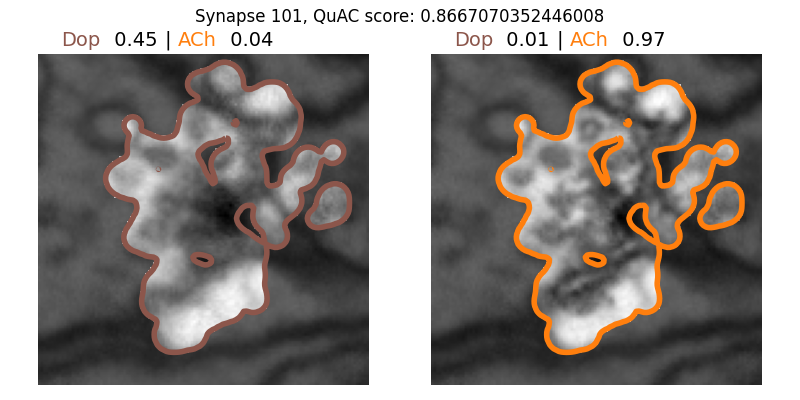 Synapse 101, QuAC score: 0.8667070352446008
Dop 0.45 | ACh 0.04
Dop 0.01 | ACh 0.97